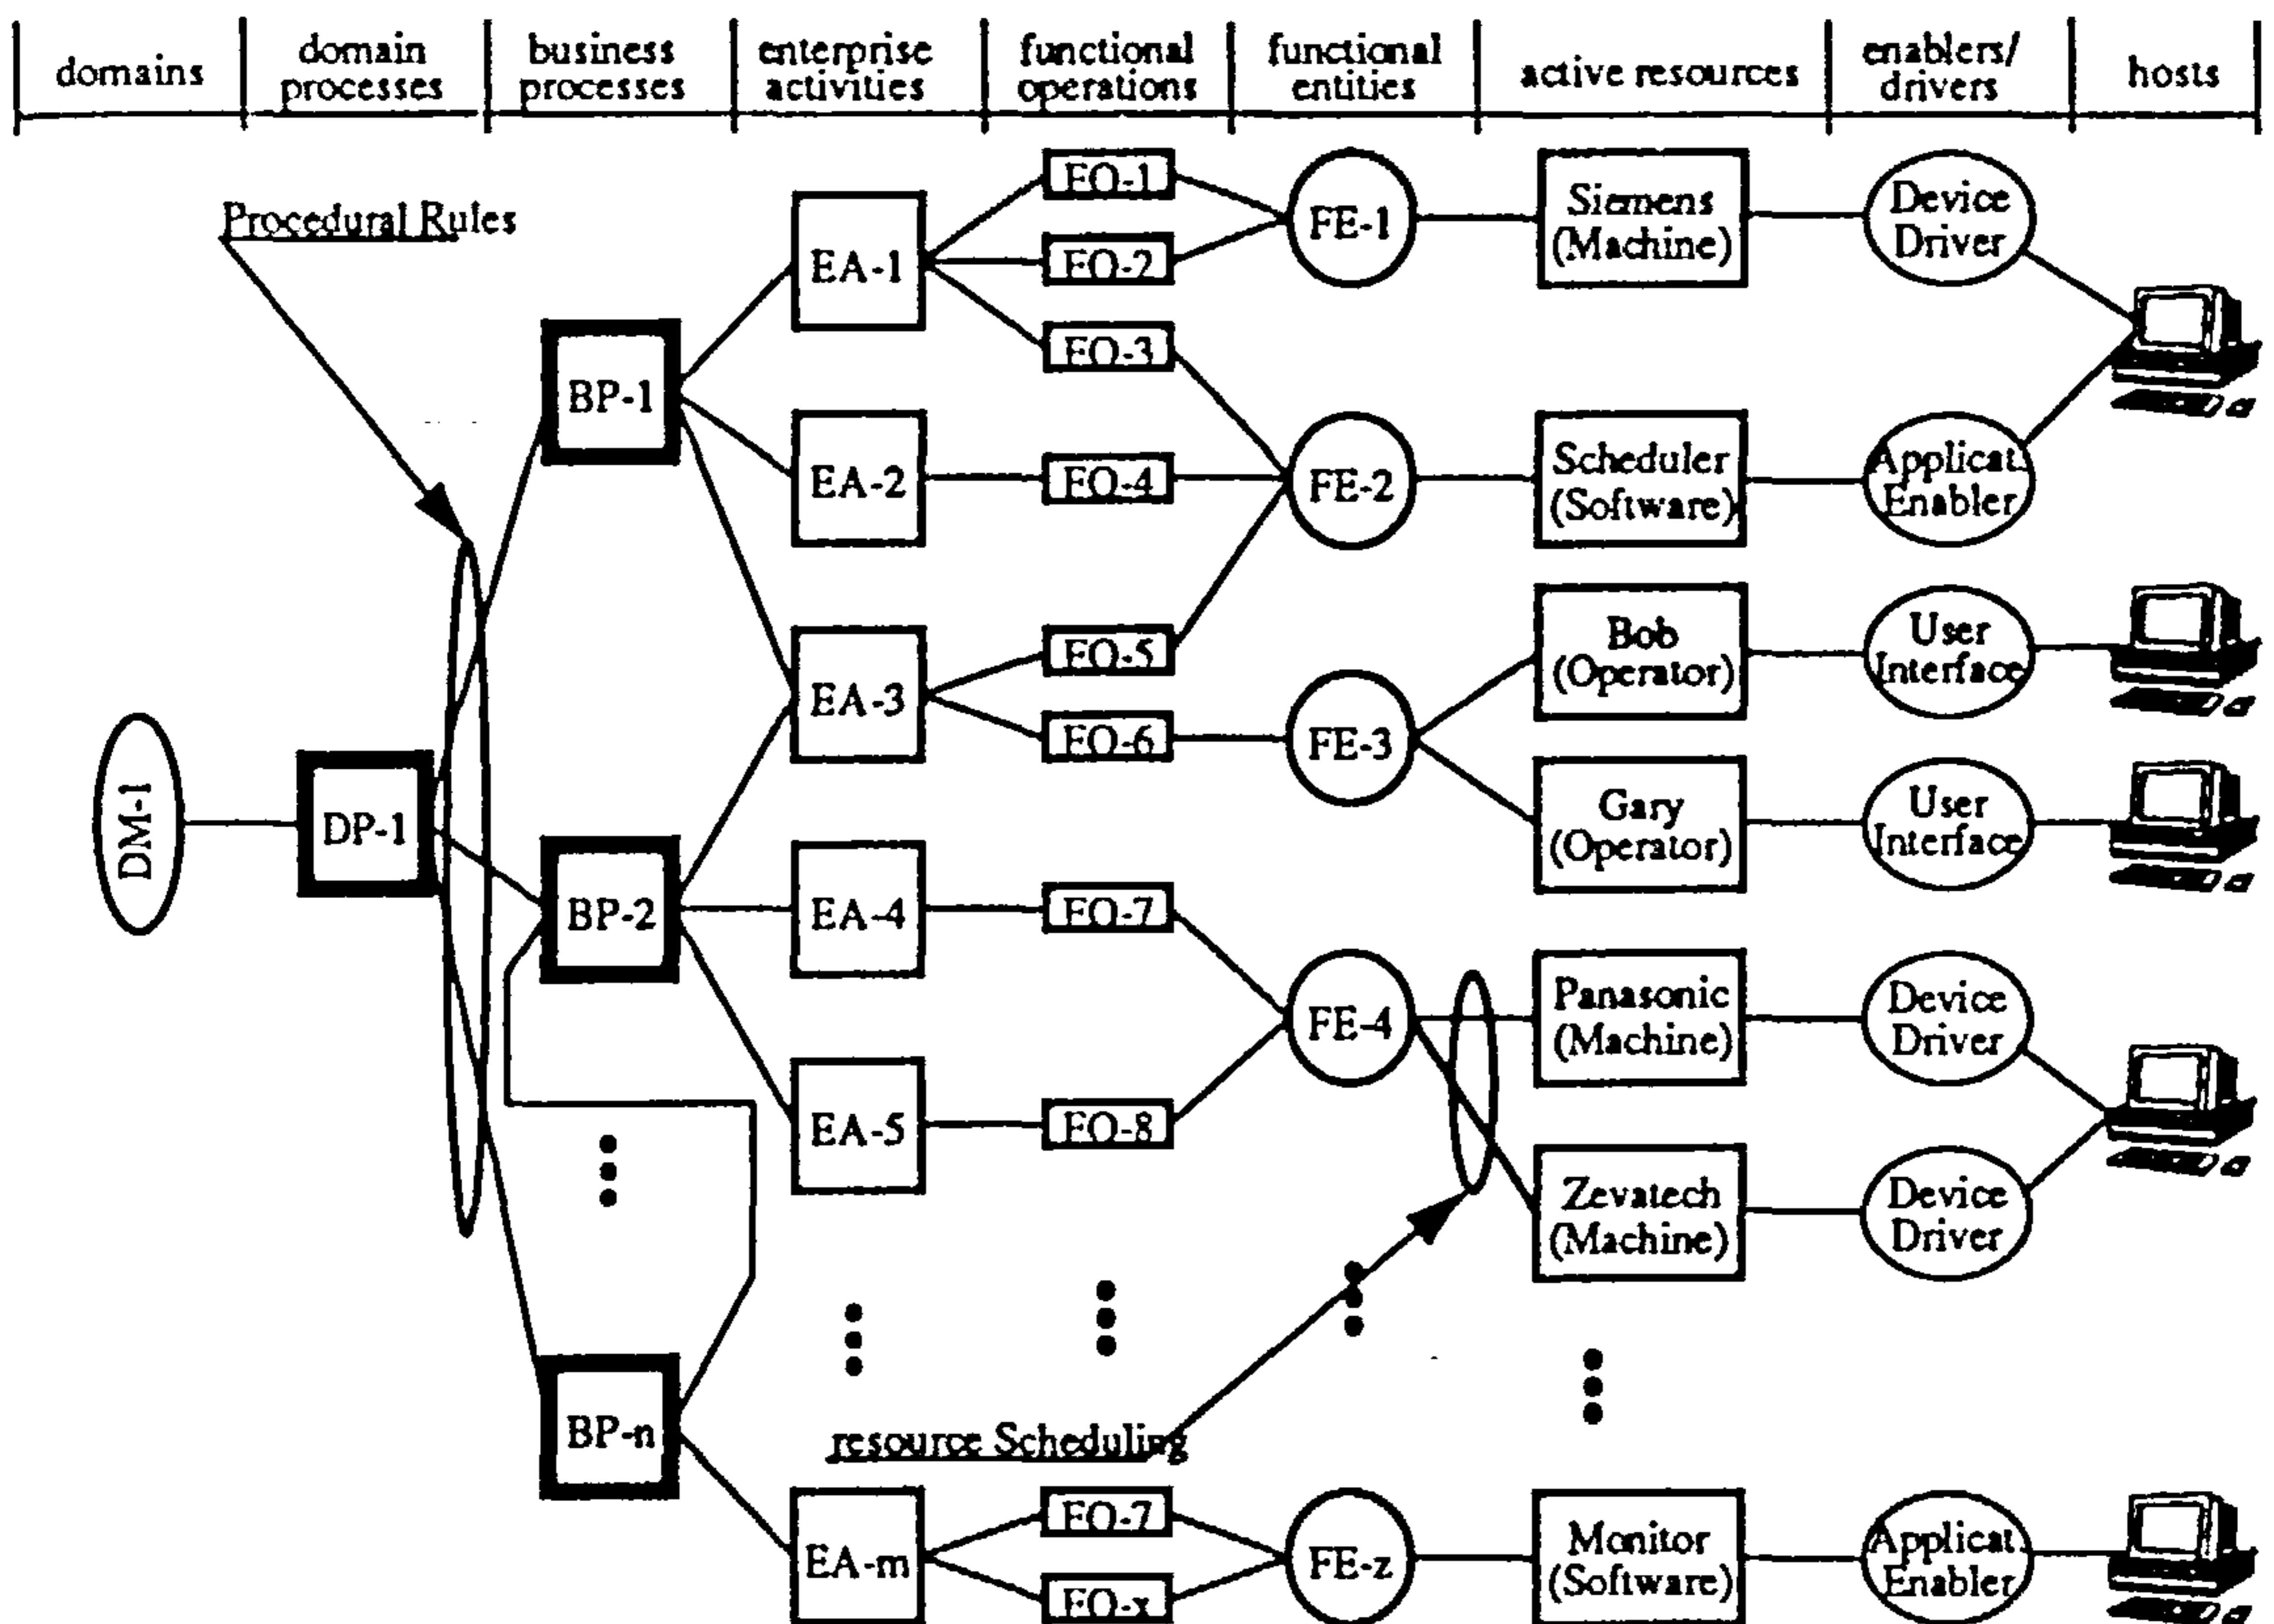 domains
domain
processes
business
processes
enterprise
activities
functional
operations
functional
entities
active resources
enablers/
drivers
hosts
Procedural Rules
DM-1
DP-1
BP-1
BP-2
BP-n
EA-1
EA-2
EA-3
EA-4
EA-5
EA-m
FO-1
FO-2
FO-3
FO-4
FO-5
FO-6
FO-7
FO-8
FO-7
FO-x
resource Scheduling
FE-1
FE-2
FE-3
FE-4
FE-z
Siemens
(Machine)
Scheduler
(Software)
Bob
(Operator)
Gary
(Operator)
Panasonic
(Machine)
Zevatech
(Machine)
Monitor
(Software)
Device
Driver
Applicat.
Enabler
User
Interface
User
Interface
Device
Driver
Device
Driver
Applicat.
Enabler